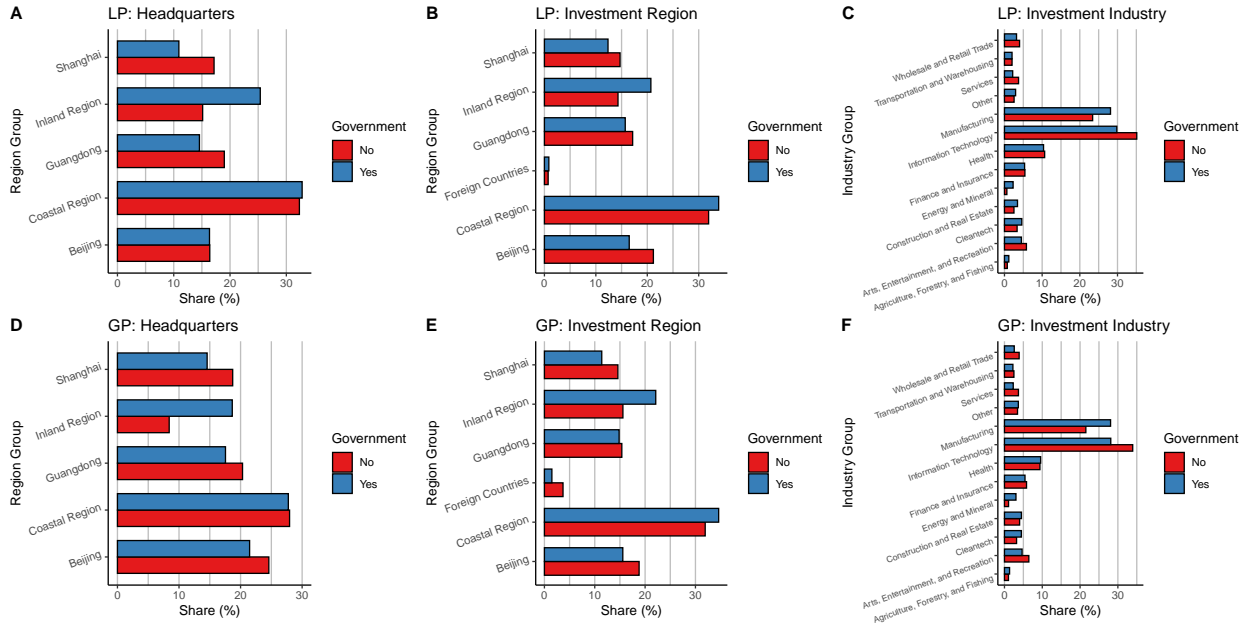 A
LP: Headquarters
Region Group
Shanghai
Inland Region
Guangdong
Coastal Region
Beijing
0 10 20 30
Share (%)
Government
No
Yes
B
LP: Investment Region
Region Group
Shanghai
Inland Region
Guangdong
Foreign Countries
Coastal Region
Beijing
0 10 20 30
Share (%)
Government
No
Yes
C
LP: Investment Industry
Industry Group
Wholesale and Retail Trade
Transportation and Warehousing
Services
Other
Manufacturing
Information Technology
Health
Finance and Insurance
Energy and Mineral
Construction and Real Estate
Cleantech
Arts, Entertainment, and Recreation
Agriculture, Forestry, and Fishing
0 10 20 30
Share (%)
Government
No
Yes
D
GP: Headquarters
Region Group
Shanghai
Inland Region
Guangdong
Coastal Region
Beijing
0 10 20 30
Share (%)
Government
No
Yes
E
GP: Investment Region
Region Group
Shanghai
Inland Region
Guangdong
Foreign Countries
Coastal Region
Beijing
0 10 20 30
Share (%)
Government
No
Yes
F
GP: Investment Industry
Industry Group
Wholesale and Retail Trade
Transportation and Warehousing
Services
Other
Manufacturing
Information Technology
Health
Finance and Insurance
Energy and Mineral
Construction and Real Estate
Cleantech
Arts, Entertainment, and Recreation
Agriculture, Forestry, and Fishing
0 10 20 30
Share (%)
Government
No
Yes